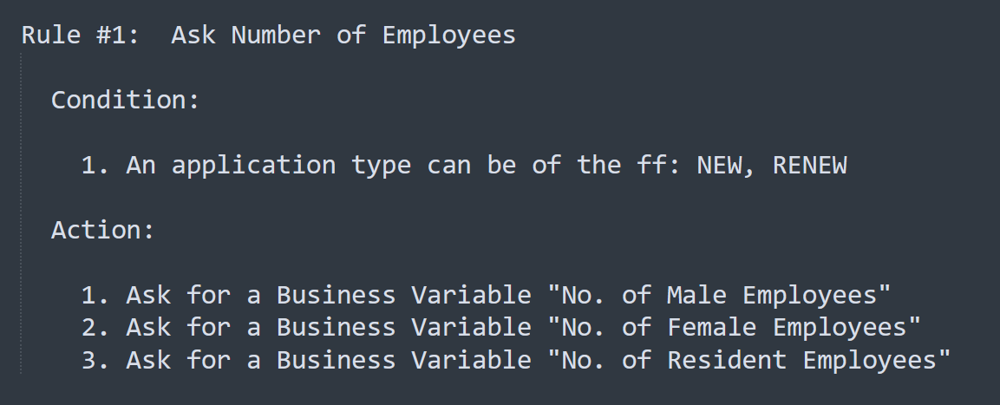 Rule #1:  Ask Number of Employees
Condition:
1. An application type can be of the ff: NEW, RENEW
Action:
1. Ask for a Business Variable "No. of Male Employees"
2. Ask for a Business Variable "No. of Female Employees"
3. Ask for a Business Variable "No. of Resident Employees"